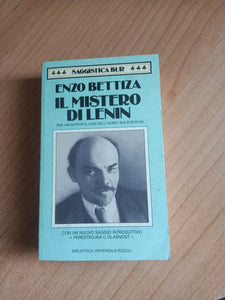 SAGGISTICA BUR
ENZO BETTIZA
IL MISTERO
DI LENIN
PER UN'ANTROPOLOGIA DELL'HOMO BOLSCEVICUS
CON UN NUOVO SAGGIO INTRODUTTIVO
«PERESTROJKA O GLASNOST'»
BIBLIOTECA UNIVERSALE RIZZOLI